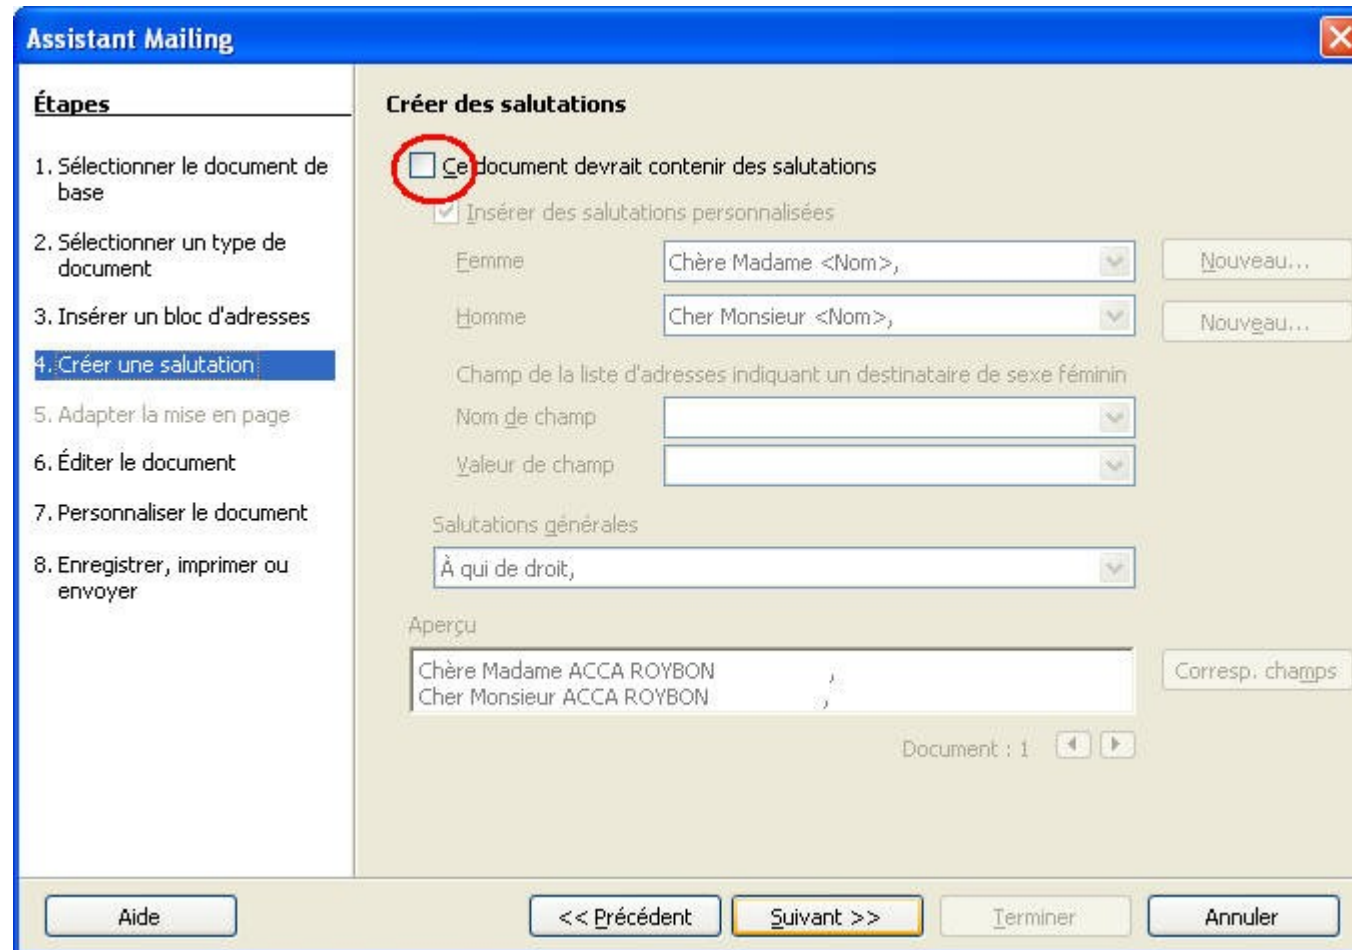 Assistant Mailing
Étapes
1. Sélectionner le document de
base
2. Sélectionner un type de
document
3. Insérer un bloc d'adresses
4. Créer une salutation
5. Adapter la mise en page
6. Éditer le document
7. Personnaliser le document
8. Enregistrer, imprimer ou
envoyer
Créer des salutations
Ce document devrait contenir des salutations
Insérer des salutations personnalisées
Femme Chère Madame <Nom>, Nouveau...
Homme Cher Monsieur <Nom>, Nouveau...
Champ de la liste d'adresses indiquant un destinataire de sexe féminin
Nom de champ
Valeur de champ
Salutations générales
À qui de droit,
Aperçu
Chère Madame ACCA ROYBON ,
Cher Monsieur ACCA ROYBON ,
Corresp. champs
Document : 1
Aide << Précédent Suivant >> Terminer Annuler